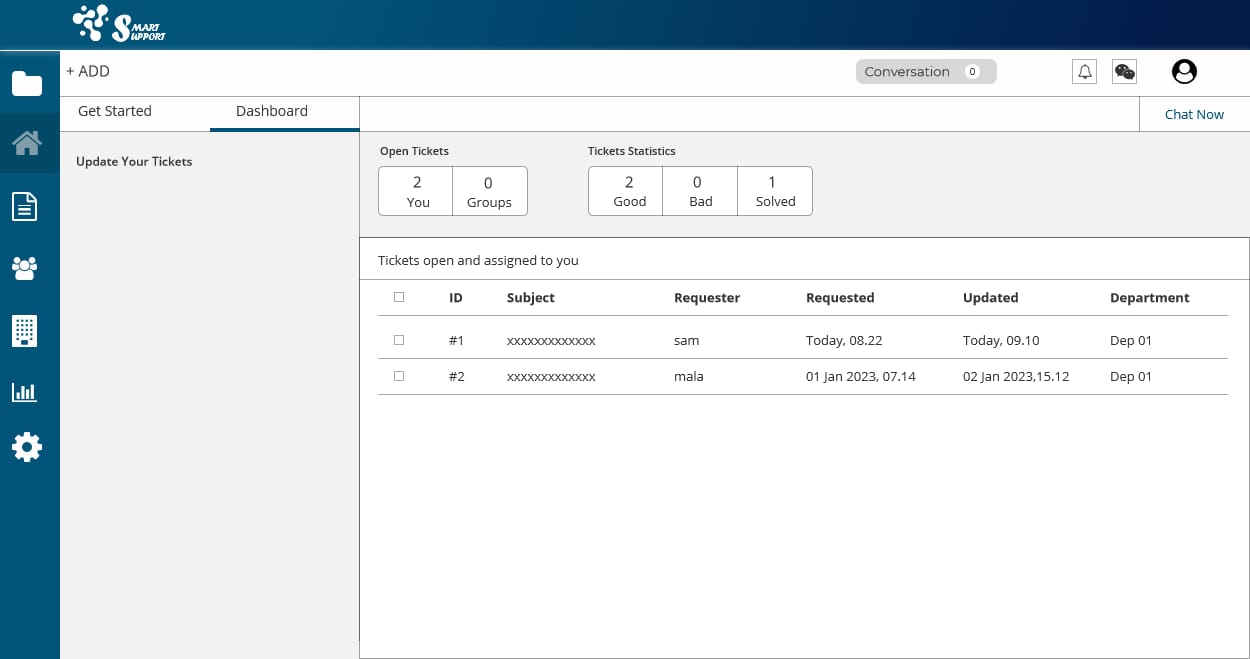 SMART
SUPPORT
+ ADD
Conversation 0
Get Started Dashboard Chat Now
Update Your Tickets
Open Tickets Tickets Statistics
2 0 2 0 1
You Groups Good Bad Solved
Tickets open and assigned to you
ID Subject Requester Requested Updated Department
#1 xxxxxxxxxxxxx sam Today, 08.22 Today, 09.10 Dep 01
#2 xxxxxxxxxxxxx mala 01 Jan 2023, 07.14 02 Jan 2023,15.12 Dep 01